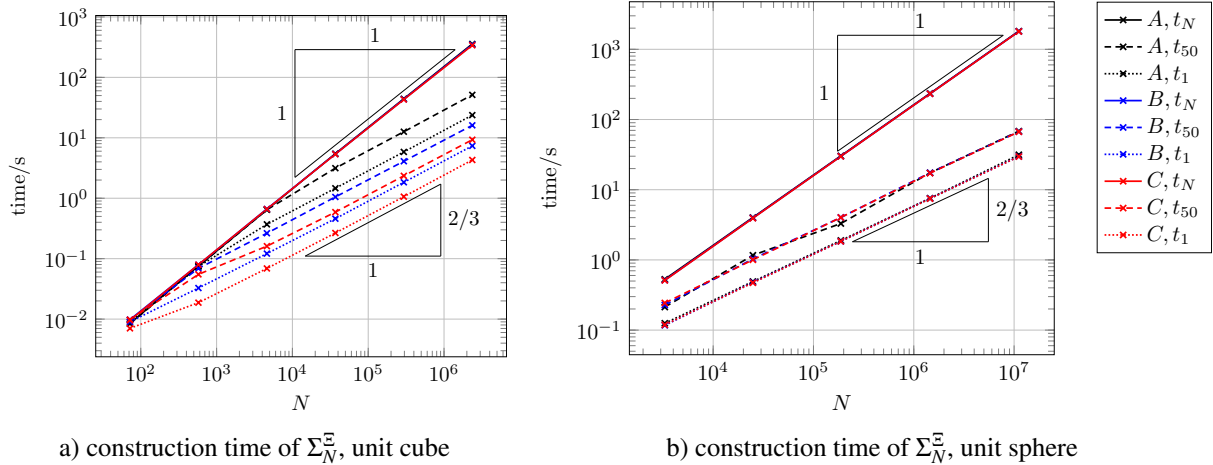 10^3
10^2
10^1
10^0
10^−1
10^−2
time/s
10^2
10^3
10^4
10^5
10^6
N
1
1
2/3
1
a) construction time of Σ_N^Ξ, unit cube
10^3
10^2
10^1
10^0
10^−1
time/s
10^4
10^5
10^6
10^7
N
1
1
2/3
1
b) construction time of Σ_N^Ξ, unit sphere
A, t_N
A, t_50
A, t_1
B, t_N
B, t_50
B, t_1
C, t_N
C, t_50
C, t_1